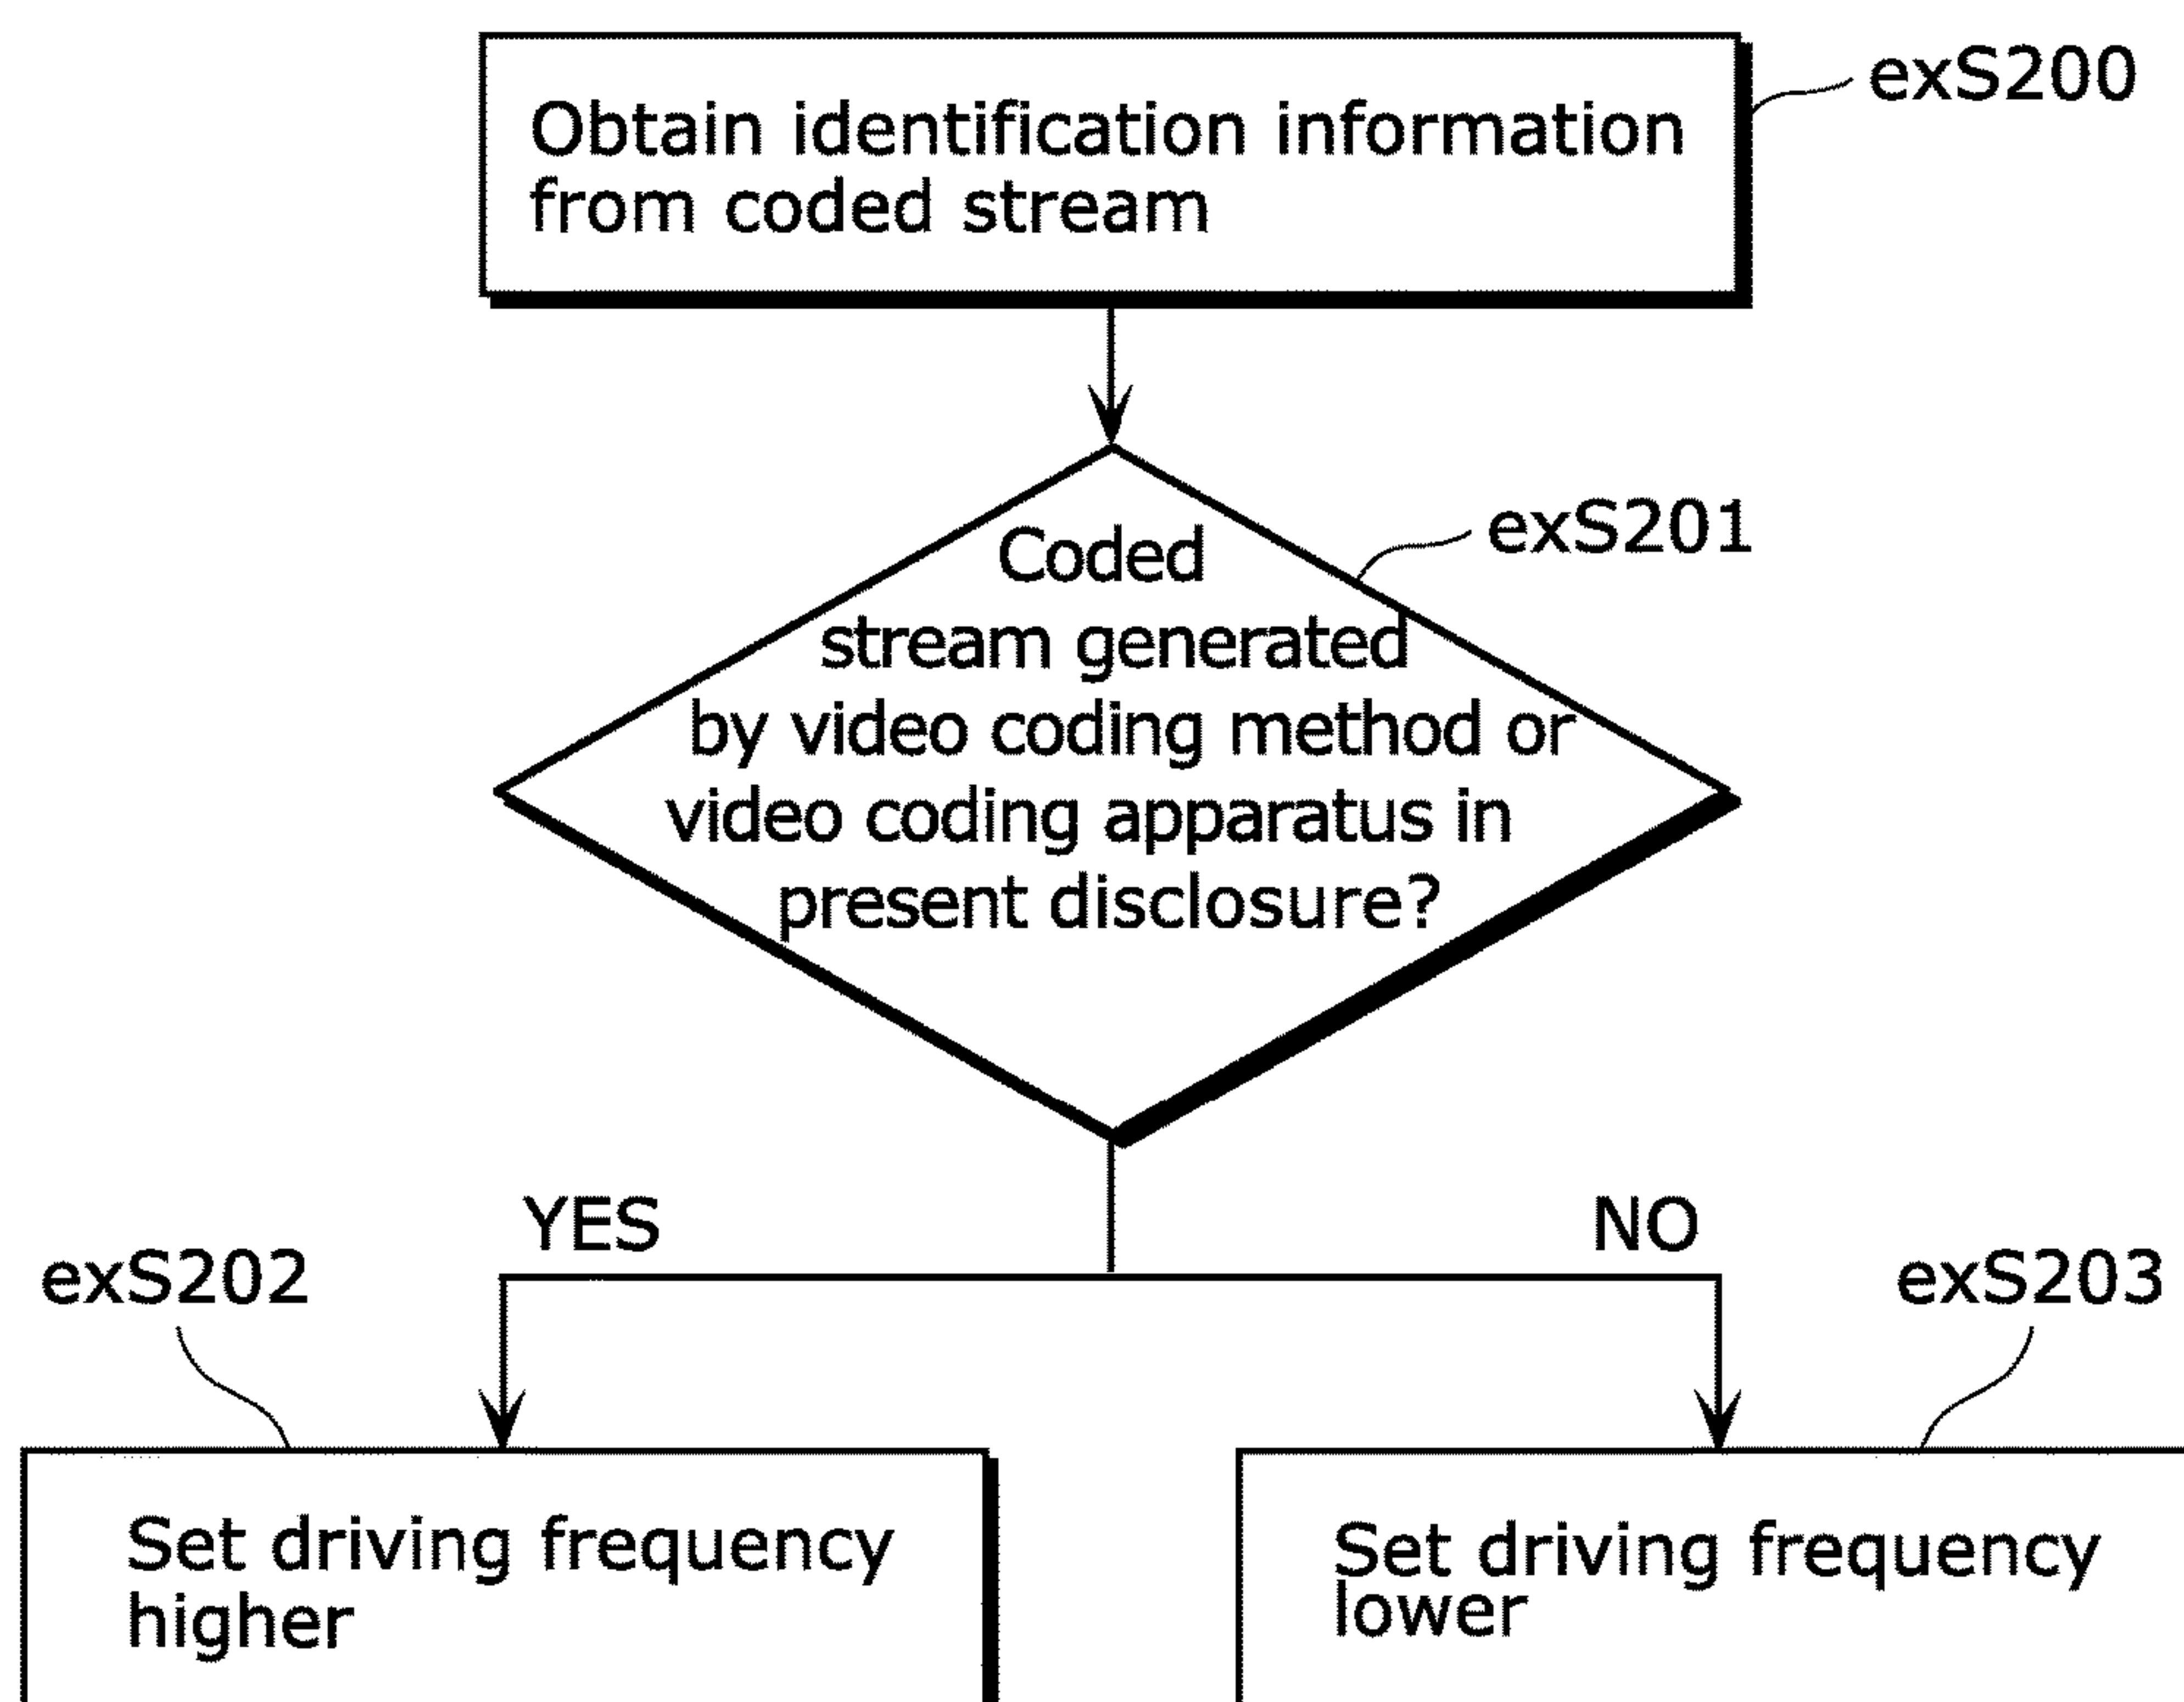 exS200
Obtain identification information
from coded stream
exS201
Coded
stream generated
by video coding method or
video coding apparatus in
present disclosure?
YES
NO
exS202
exS203
Set driving frequency
higher
Set driving frequency
lower